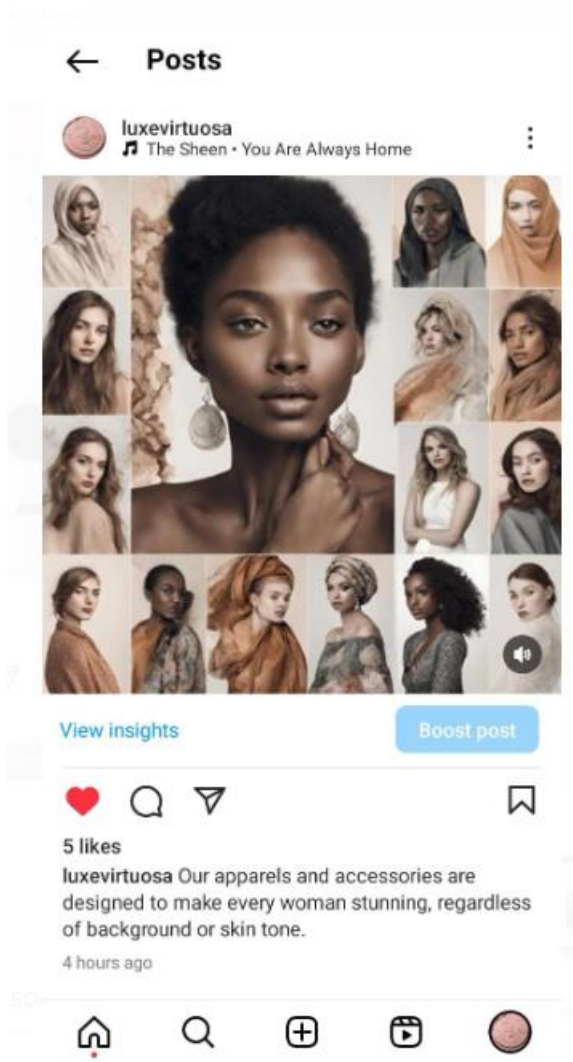 Posts
luxevirtuosa
The Sheen • You Are Always Home
View insights
Boost post
5 likes
luxevirtuosa Our apparels and accessories are
designed to make every woman stunning, regardless
of background or skin tone.
4 hours ago